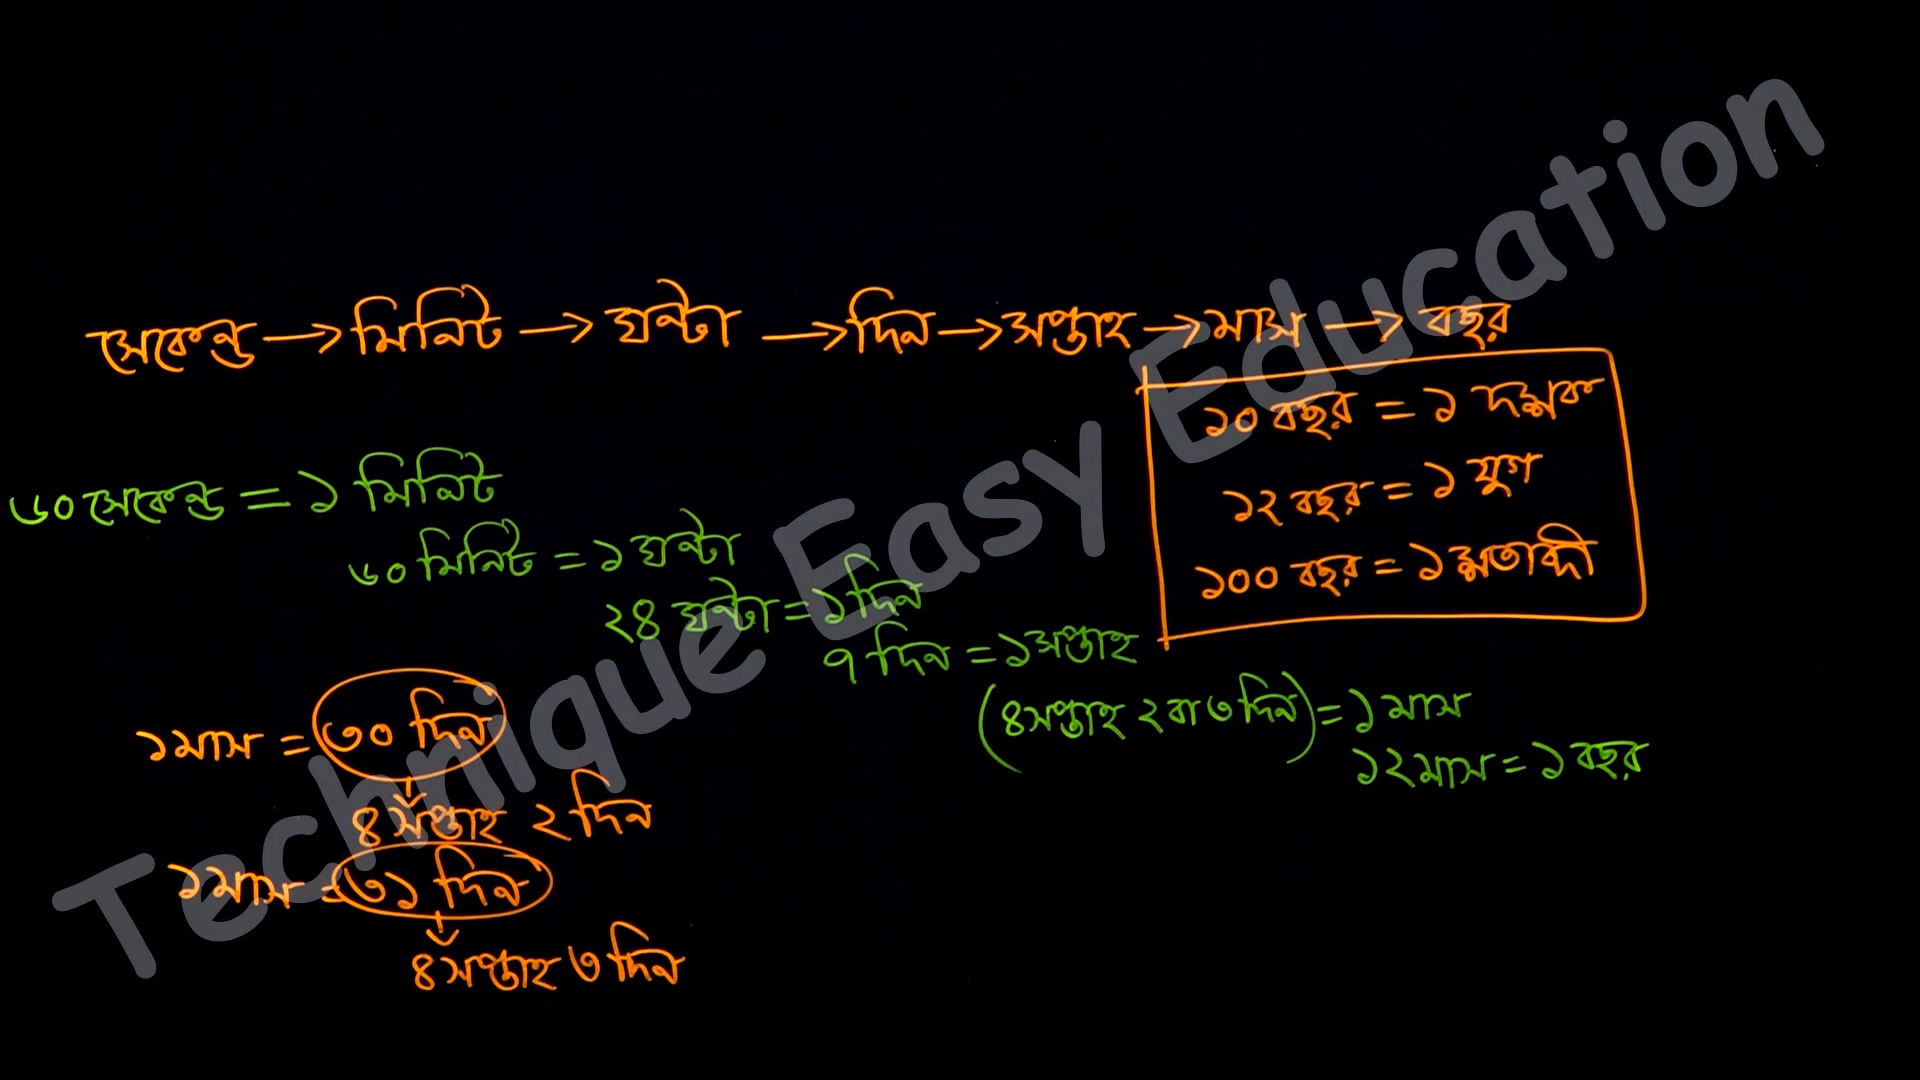 সেকেন্ড → মিনিট → ঘন্টা → দিন → সপ্তাহ → মাস → বছর
১০ বছর = ১ দশক
১২ বছর = ১ যুগ
১০০ বছর = ১ শতাব্দী
৬০ সেকেন্ড = ১ মিনিট
৬০ মিনিট = ১ ঘন্টা
২৪ ঘন্টা = ১ দিন
৭ দিন = ১ সপ্তাহ
(৪ সপ্তাহ ২ বা ৩ দিন) = ১ মাস
১২ মাস = ১ বছর
১ মাস = ৩০ দিন
৪ সপ্তাহ ২ দিন
১ মাস = ৩১ দিন
৪ সপ্তাহ ৩ দিন
Technique Easy Education